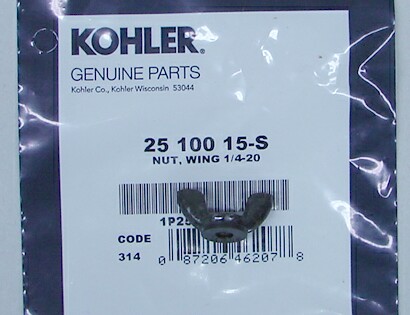 KOHLER®
GENUINE PARTS
Kohler Co., Kohler Wisconsin 53044
25 100 15-S
NUT, WING 1/4-20
CODE
314
0 87206 46207 8